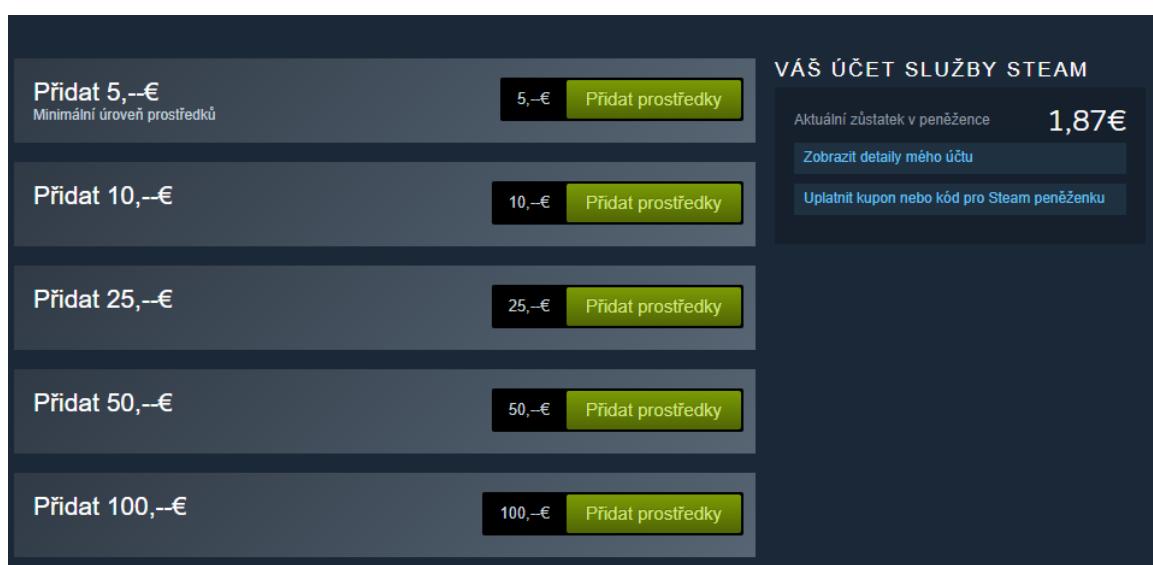 Přidat 5,--€
Minimální úroveň prostředků
5,--€ Přidat prostředky
Přidat 10,--€
10,--€ Přidat prostředky
Přidat 25,--€
25,--€ Přidat prostředky
Přidat 50,--€
50,--€ Přidat prostředky
Přidat 100,--€
100,--€ Přidat prostředky
VÁŠ ÚČET SLUŽBY STEAM
Aktuální zůstatek v peněžence 1,87€
Zobrazit detaily mého účtu
Uplatnit kupon nebo kód pro Steam peněženku